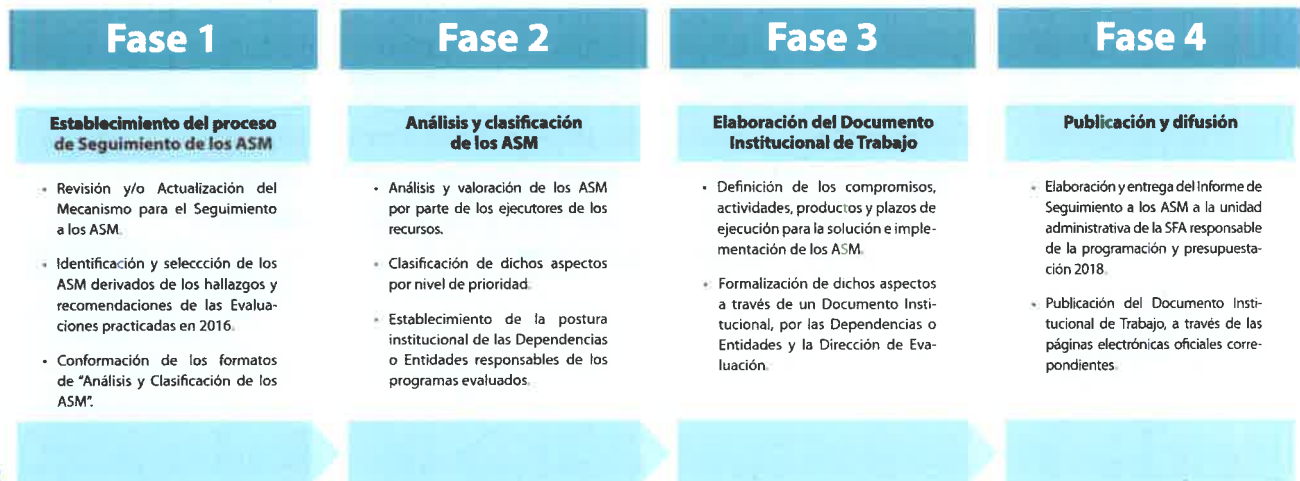 Fase 1
Establecimiento del proceso
de Seguimiento de los ASM
• Revisión y/o Actualización del
Mecanismo para el Seguimiento
a los ASM.
• Identificación y seleccción de los
ASM derivados de los hallazgos y
recomendaciones de las Evalua-
ciones practicadas en 2016.
• Conformación de los formatos
de "Análisis y Clasificación de los
ASM".
Fase 2
Análisis y clasificación
de los ASM
• Análisis y valoración de los ASM
por parte de los ejecutores de los
recursos.
• Clasificación de dichos aspectos
por nivel de prioridad.
• Establecimiento de la postura
institucional de las Dependencias
o Entidades responsables de los
programas evaluados.
Fase 3
Elaboración del Documento
Institucional de Trabajo
• Definición de los compromisos,
actividades, productos y plazos de
ejecución para la solución e imple-
mentación de los ASM.
• Formalización de dichos aspectos
a través de un Documento Insti-
tucional, por las Dependencias o
Entidades y la Dirección de Eva-
luación.
Fase 4
Publicación y difusión
• Elaboración y entrega del Informe de
Seguimiento a los ASM a la unidad
administrativa de la SFA responsable
de la programación y presupuesta-
ción 2018.
• Publicación del Documento Insti-
tucional de Trabajo, a través de las
páginas electrónicas oficiales corre-
pondientes.